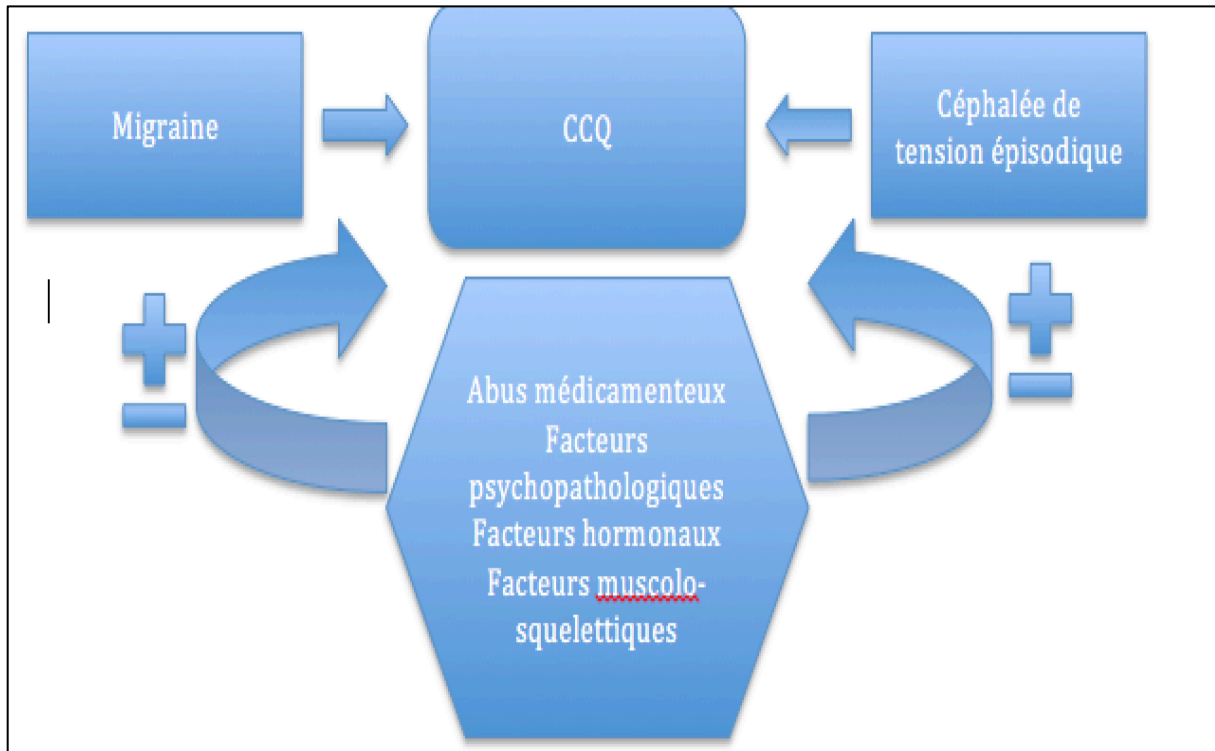 Migraine
CCQ
Céphalée de
tension épisodique
Abus médicamenteux
Facteurs
psychopathologiques
Facteurs hormonaux
Facteurs muscolo-
squelettiques